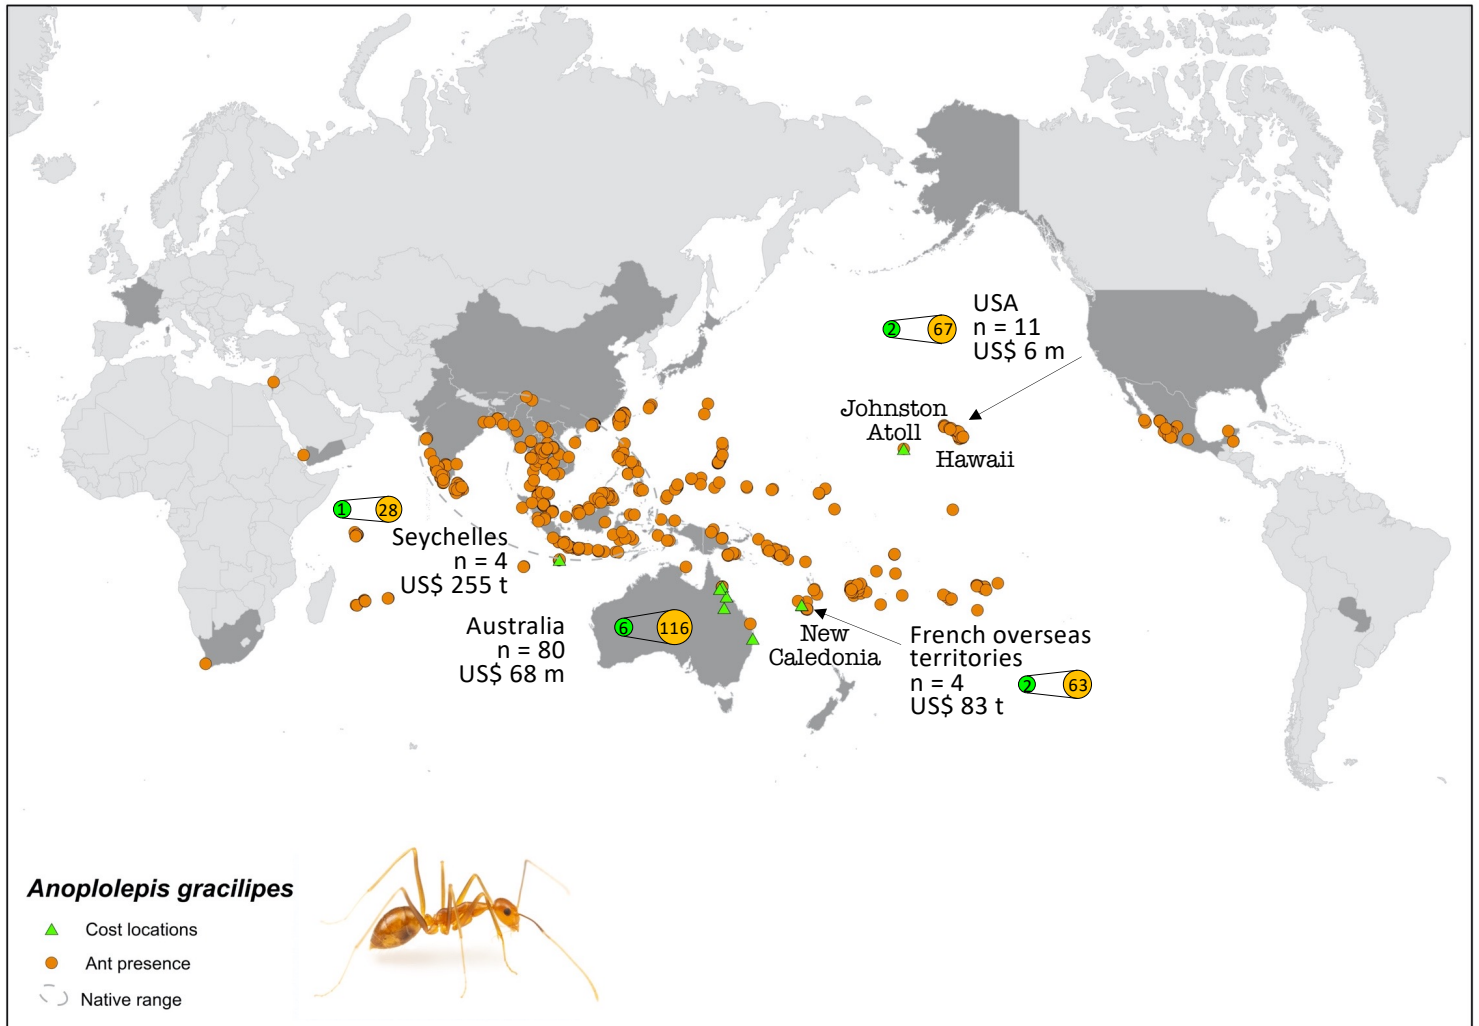 USA
n = 11
US$ 6 m
2
67
Johnston
Atoll
Hawaii
1
28
Seychelles
n = 4
US$ 255 t
Australia
n = 80
US$ 68 m
6
116
New
Caledonia
French overseas
territories
n = 4
US$ 83 t
2
63
Anoplolepis gracilipes
Cost locations
Ant presence
Native range